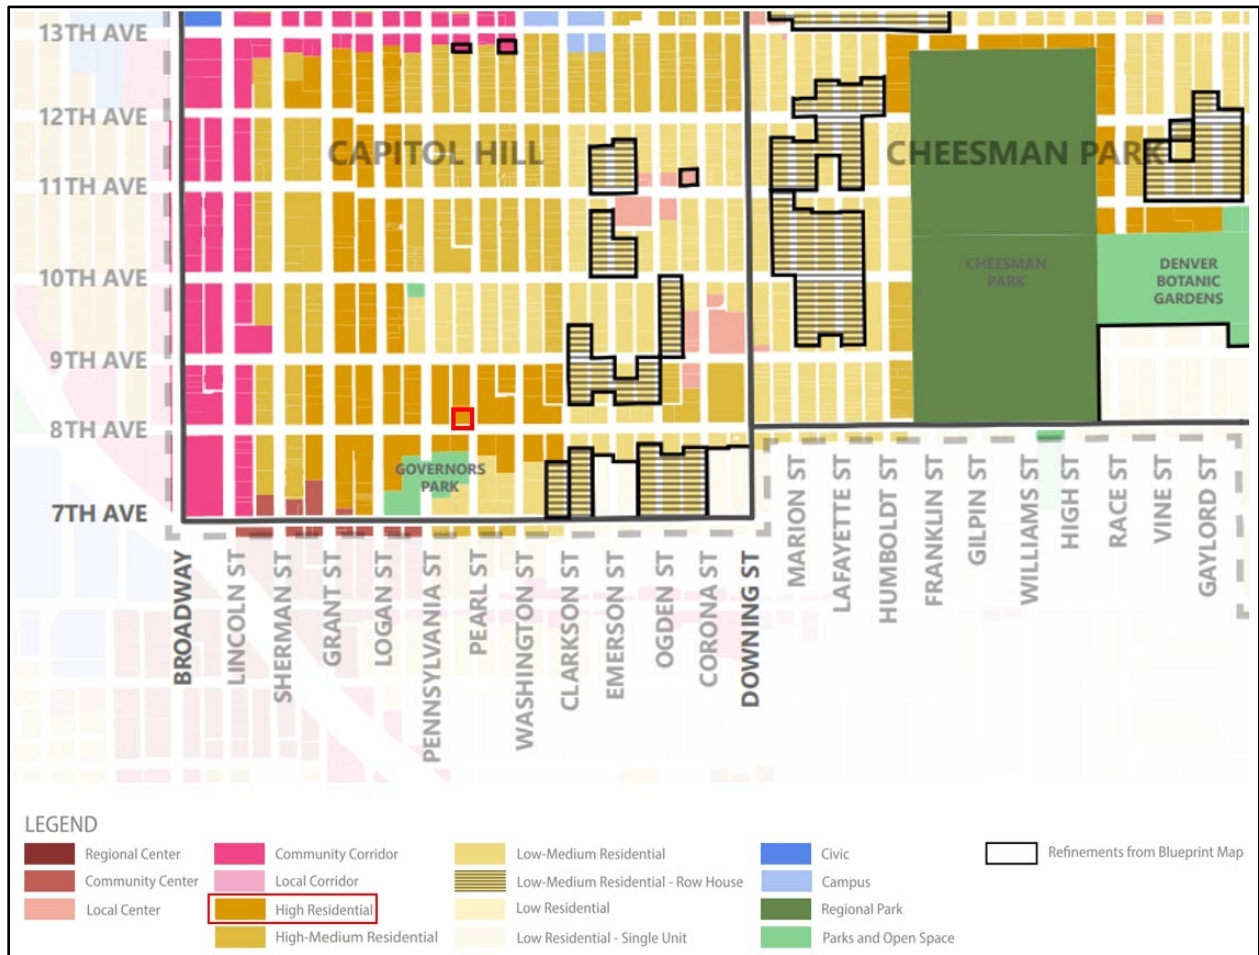 13TH AVE
12TH AVE
CAPITOL HILL
CHEESMAN PARK
11TH AVE
10TH AVE
CHEESMAN
PARK
DENVER
BOTANIC
GARDENS
9TH AVE
8TH AVE
GOVERNORS
PARK
7TH AVE
BROADWAY
LINCOLN ST
SHERMAN ST
GRANT ST
LOGAN ST
PENNSYLVANIA ST
PEARL ST
WASHINGTON ST
CLARKSON ST
EMERSON ST
OGDEN ST
CORONA ST
DOWNING ST
MARION ST
LAFAYETTE ST
HUMBOLDT ST
FRANKLIN ST
GILPIN ST
WILLIAMS ST
HIGH ST
RACE ST
VINE ST
GAYLORD ST
LEGEND
Regional Center
Community Center
Local Center
Community Corridor
Local Corridor
High Residential
High-Medium Residential
Low-Medium Residential
Low-Medium Residential - Row House
Low Residential
Low Residential - Single Unit
Civic
Campus
Regional Park
Parks and Open Space
Refinements from Blueprint Map